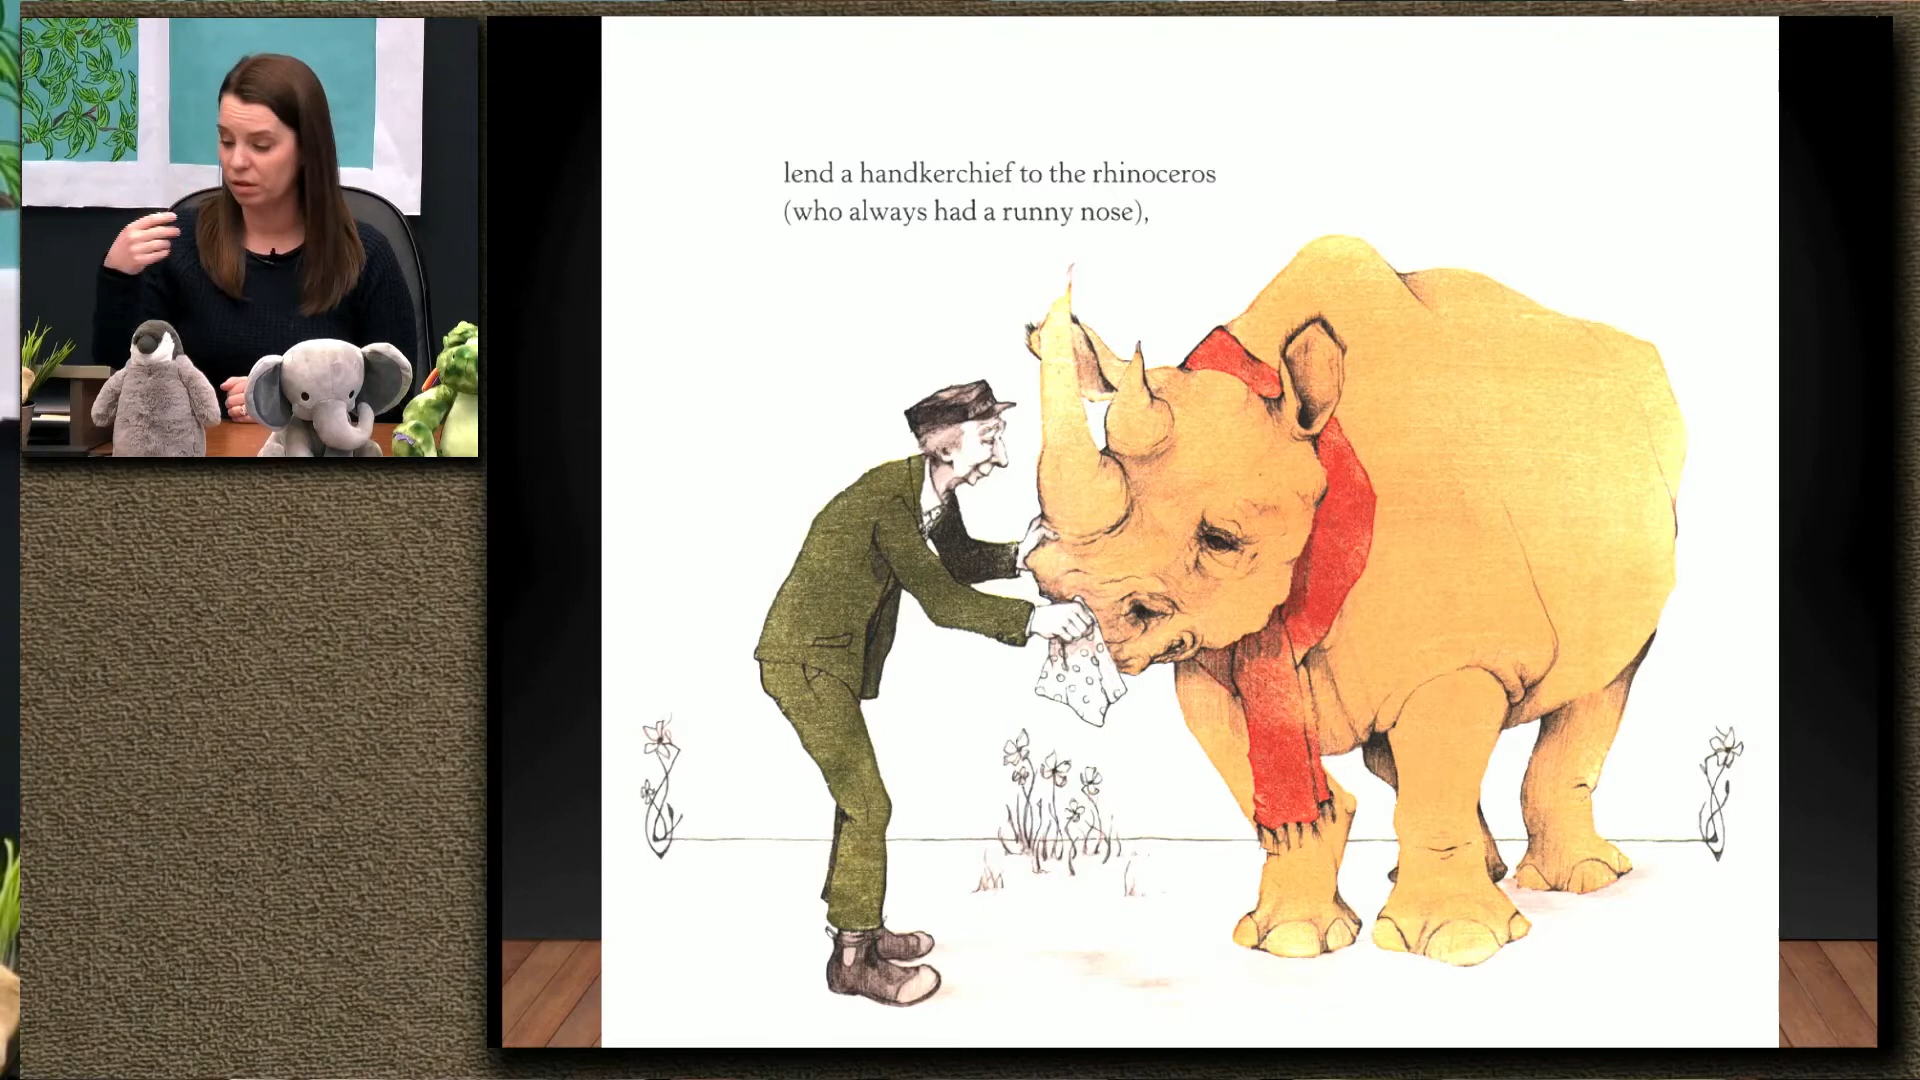 lend a handkerchief to the rhinoceros
(who always had a runny nose),